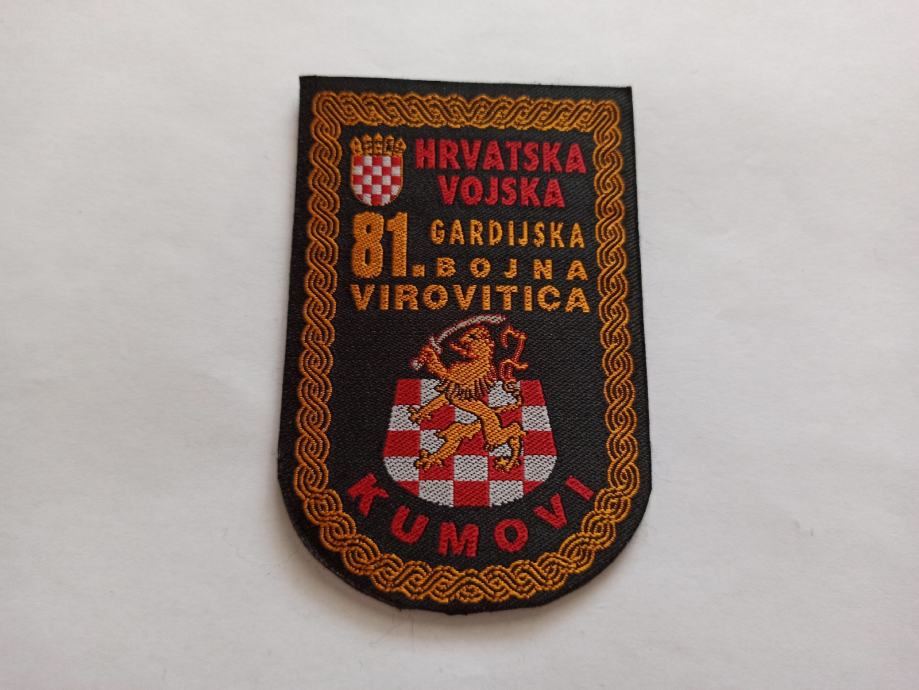 HRVATSKA
VOJSKA
81. GARDIJSKA
BOJNA
VIROVITICA
KUMOVI